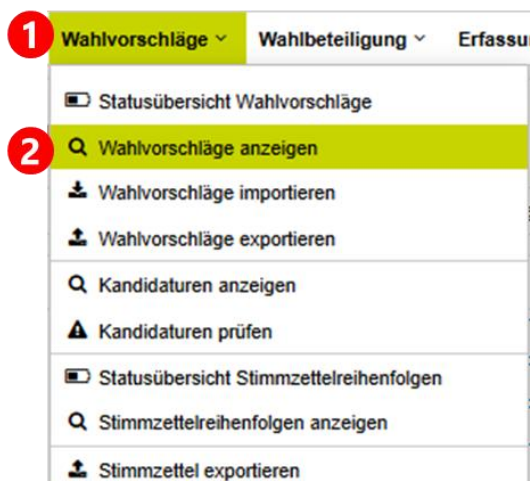 1 Wahlvorschläge Wahlbeteiligung
Statusübersicht Wahlvorschläge
2 Wahlvorschläge anzeigen
Wahlvorschläge importieren
Wahlvorschläge exportieren
Kandidaturen anzeigen
Kandidaturen prüfen
Statusübersicht Stimmzettelreihenfolgen
Stimmzettelreihenfolgen anzeigen
Stimmzettel exportieren